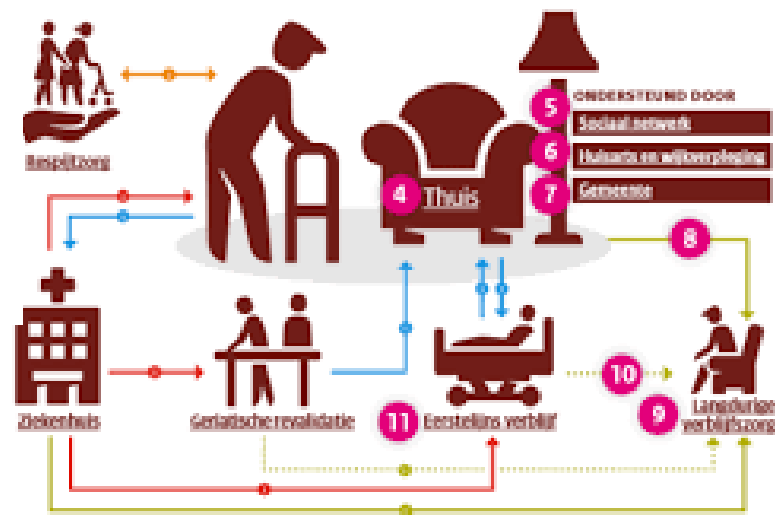 5 ONDERSTEUND DOOR
Sociaal netwerk
6 Huisarts en wijkverpleging
7 Gemeente
Respijtzorg
4 Thuis
8
Ziekenhuis
Geriatische revalidatie
11 Eerstelijns verblijf
10
9 Langdurige
verblijfszorg